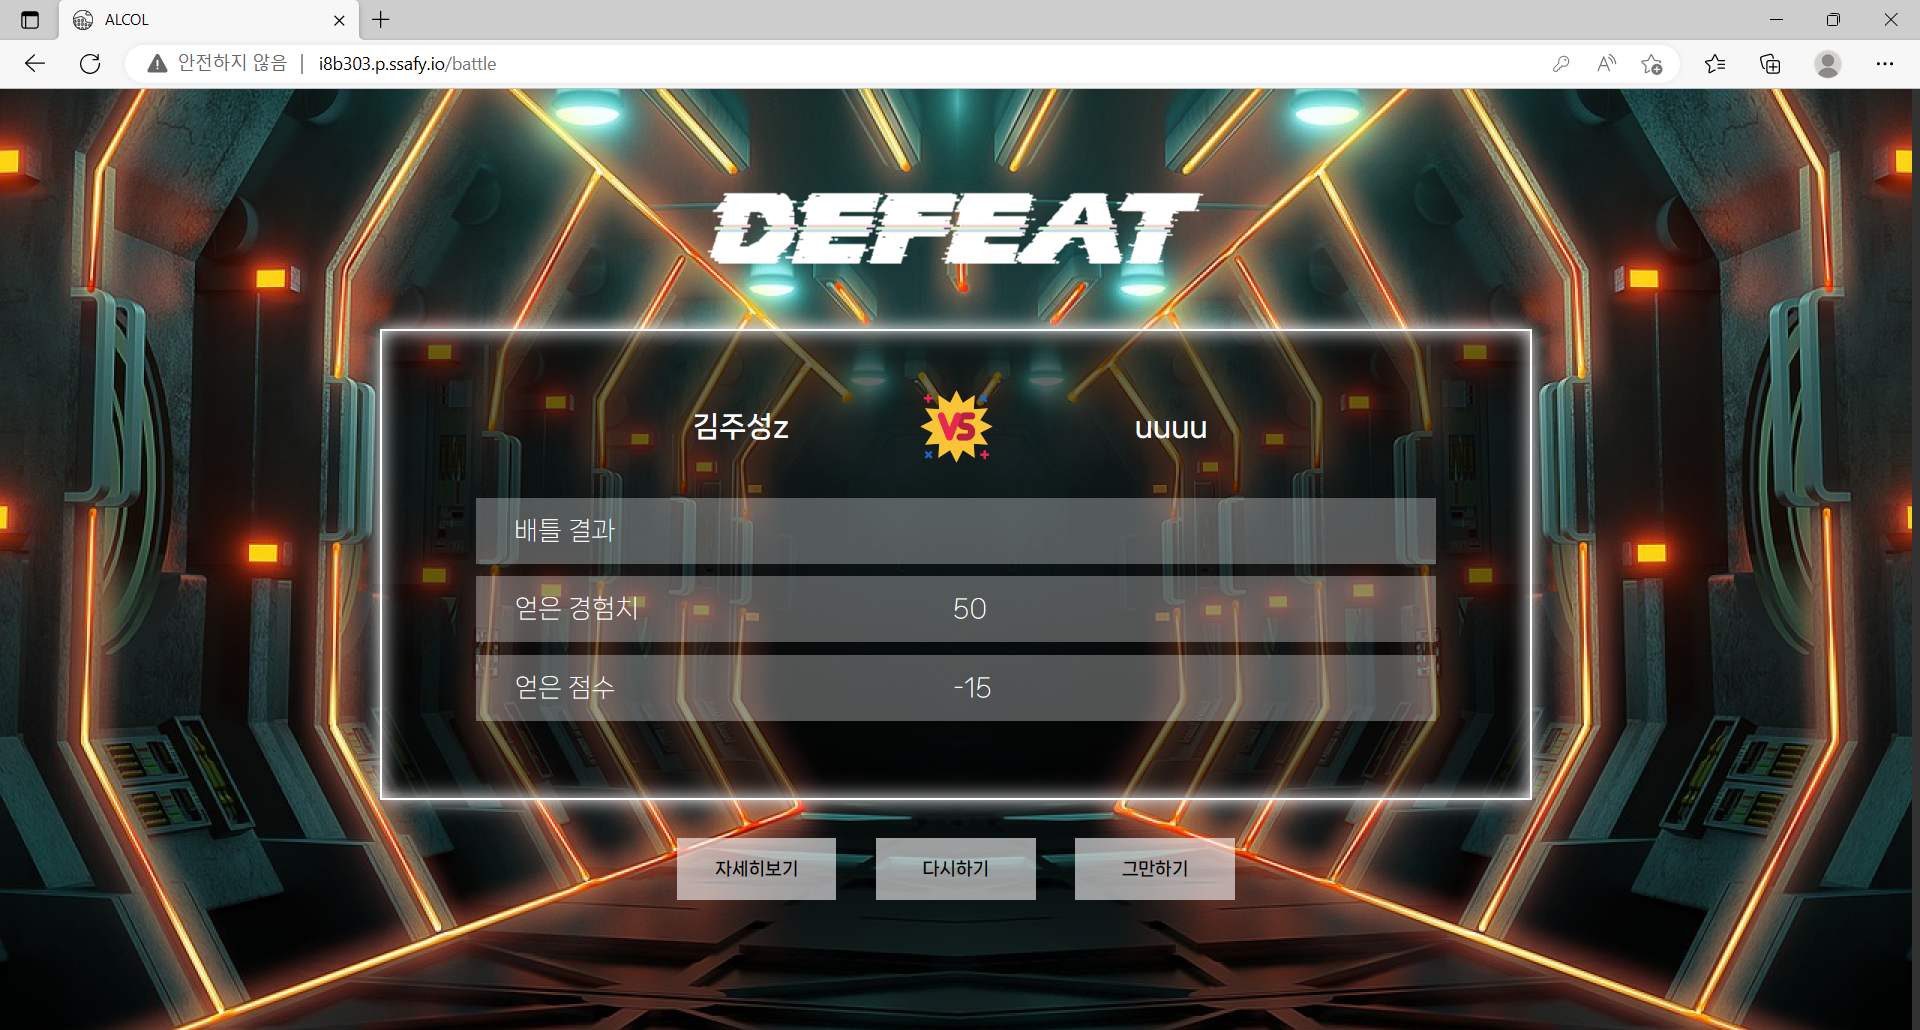 ALCOL
안전하지 않음 | i8b303.p.ssafy.io/battle
DEFEAT
김주성z VS uuuu
배틀 결과
얻은 경험치 50
얻은 점수 -15
자세히보기 다시하기 그만하기